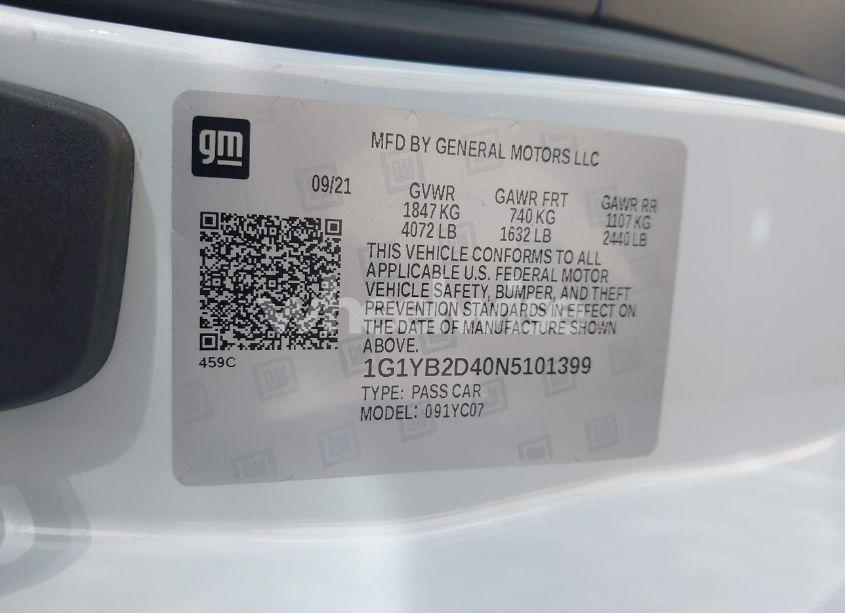 gm
MFD BY GENERAL MOTORS LLC
09/21
GVWR
1847 KG
4072 LB
GAWR FRT
740 KG
1632 LB
GAWR RR
1107 KG
2440 LB
THIS VEHICLE CONFORMS TO ALL
APPLICABLE U.S. FEDERAL MOTOR
VEHICLE SAFETY, BUMPER, AND THEFT
PREVENTION STANDARDS IN EFFECT ON
THE DATE OF MANUFACTURE SHOWN
ABOVE.
459C
1G1YB2D40N5101399
TYPE: PASS CAR
MODEL: 091YC07